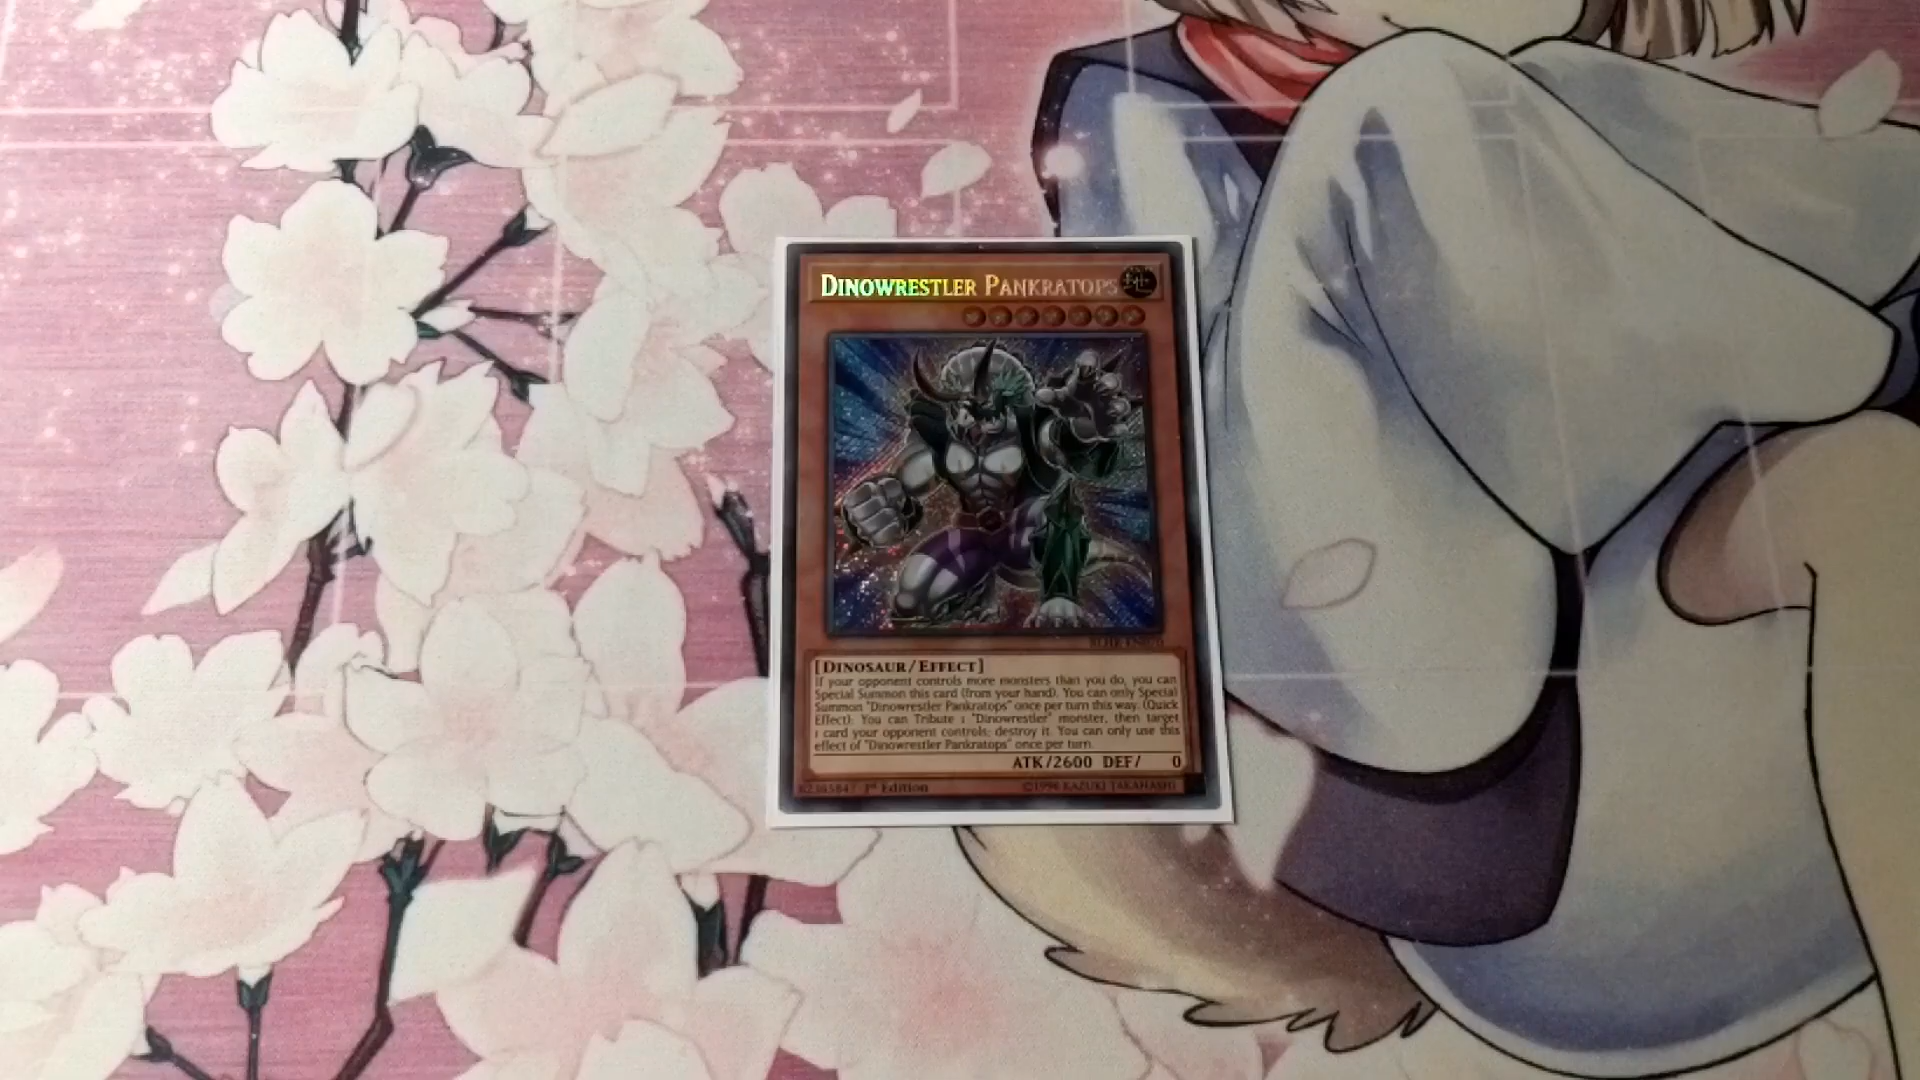 DINOWRESTLER PANKRATOPS
[DINOSAUR/EFFECT]
If your opponent controls more monsters than you do, you can
Special Summon this card (from your hand). You can only Special
Summon "Dinowrestler Pankratops" once per turn this way. (Quick
Effect): You can Tribute 1 "Dinowrestler" monster, then target
1 card your opponent controls; destroy it. You can only use this
effect of "Dinowrestler Pankratops" once per turn.
ATK/2600 DEF/ 0
1st Edition ©1996 KAZUKI TAKAHASHI